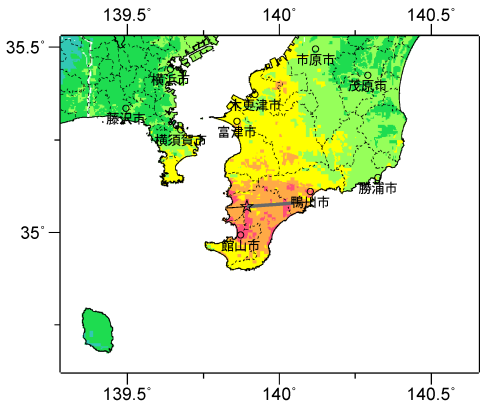 139.5° 140° 140.5°
35.5°
市原市
横浜市
茂原市
木更津市
藤沢市
富津市
横須賀市
勝浦市
鴨川市
35°
館山市
139.5° 140° 140.5°